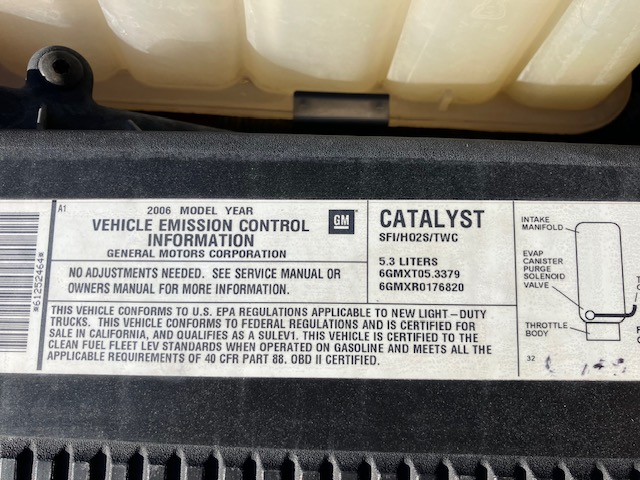 A1
2006 MODEL YEAR
VEHICLE EMISSION CONTROL
INFORMATION
GENERAL MOTORS CORPORATION
GM
NO ADJUSTMENTS NEEDED. SEE SERVICE MANUAL OR
OWNERS MANUAL FOR MORE INFORMATION.
CATALYST
SFI/HO2S/TWC
5.3 LITERS
6GMXT05.3379
6GMXR0176820
THIS VEHICLE CONFORMS TO U.S. EPA REGULATIONS APPLICABLE TO NEW LIGHT-DUTY
TRUCKS. THIS VEHICLE CONFORMS TO FEDERAL REGULATIONS AND IS CERTIFIED FOR
SALE IN CALIFORNIA, AND QUALIFIES AS A SULEV1. THIS VEHICLE CONFORMS TO THE
CLEAN FUEL FLEET LEV STANDARDS WHEN OPERATED ON GASOLINE AND MEETS ALL THE
APPLICABLE REQUIREMENTS OF 40 CFR PART 88. OBD II CERTIFIED.
*61252464*
INTAKE
MANIFOLD
EVAP
CANISTER
PURGE
SOLENOID
VALVE
THROTTLE
BODY
32